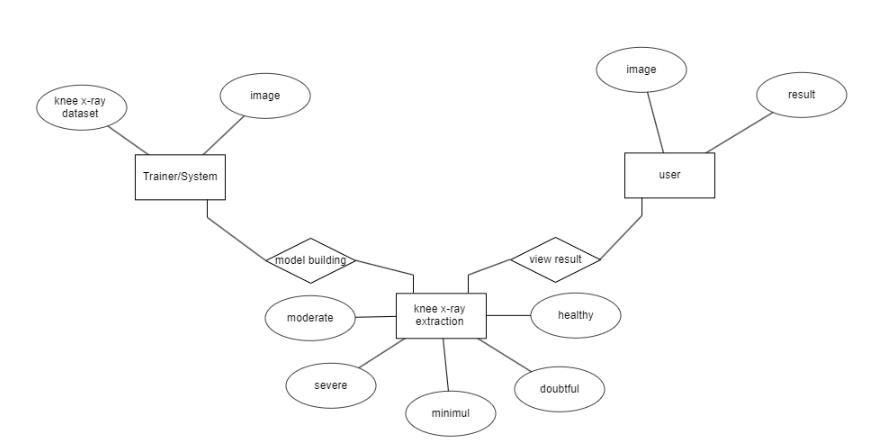 image
knee x-ray
dataset
image
result
Trainer/System
user
model building
view result
knee x-ray
extraction
moderate
healthy
severe
doubtful
minimul